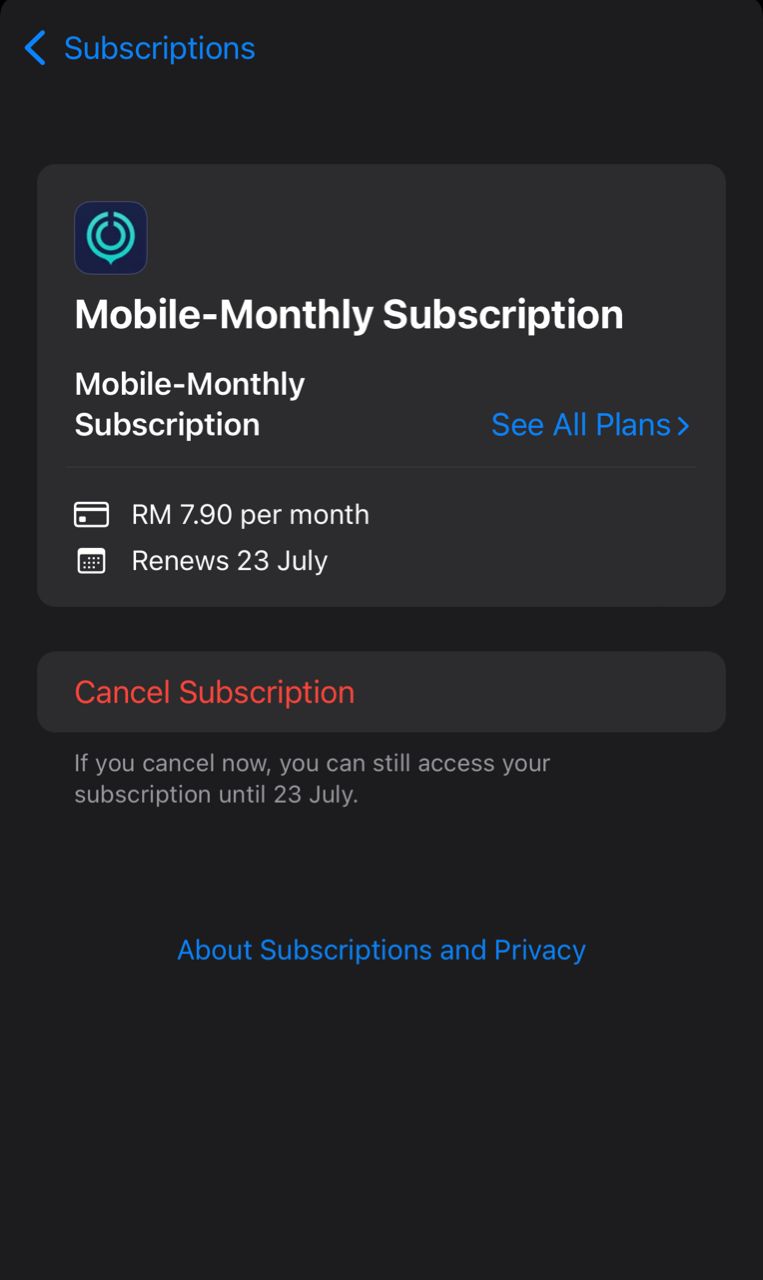 Subscriptions
Mobile-Monthly Subscription
Mobile-Monthly
Subscription
See All Plans
RM 7.90 per month
Renews 23 July
Cancel Subscription
If you cancel now, you can still access your
subscription until 23 July.
About Subscriptions and Privacy